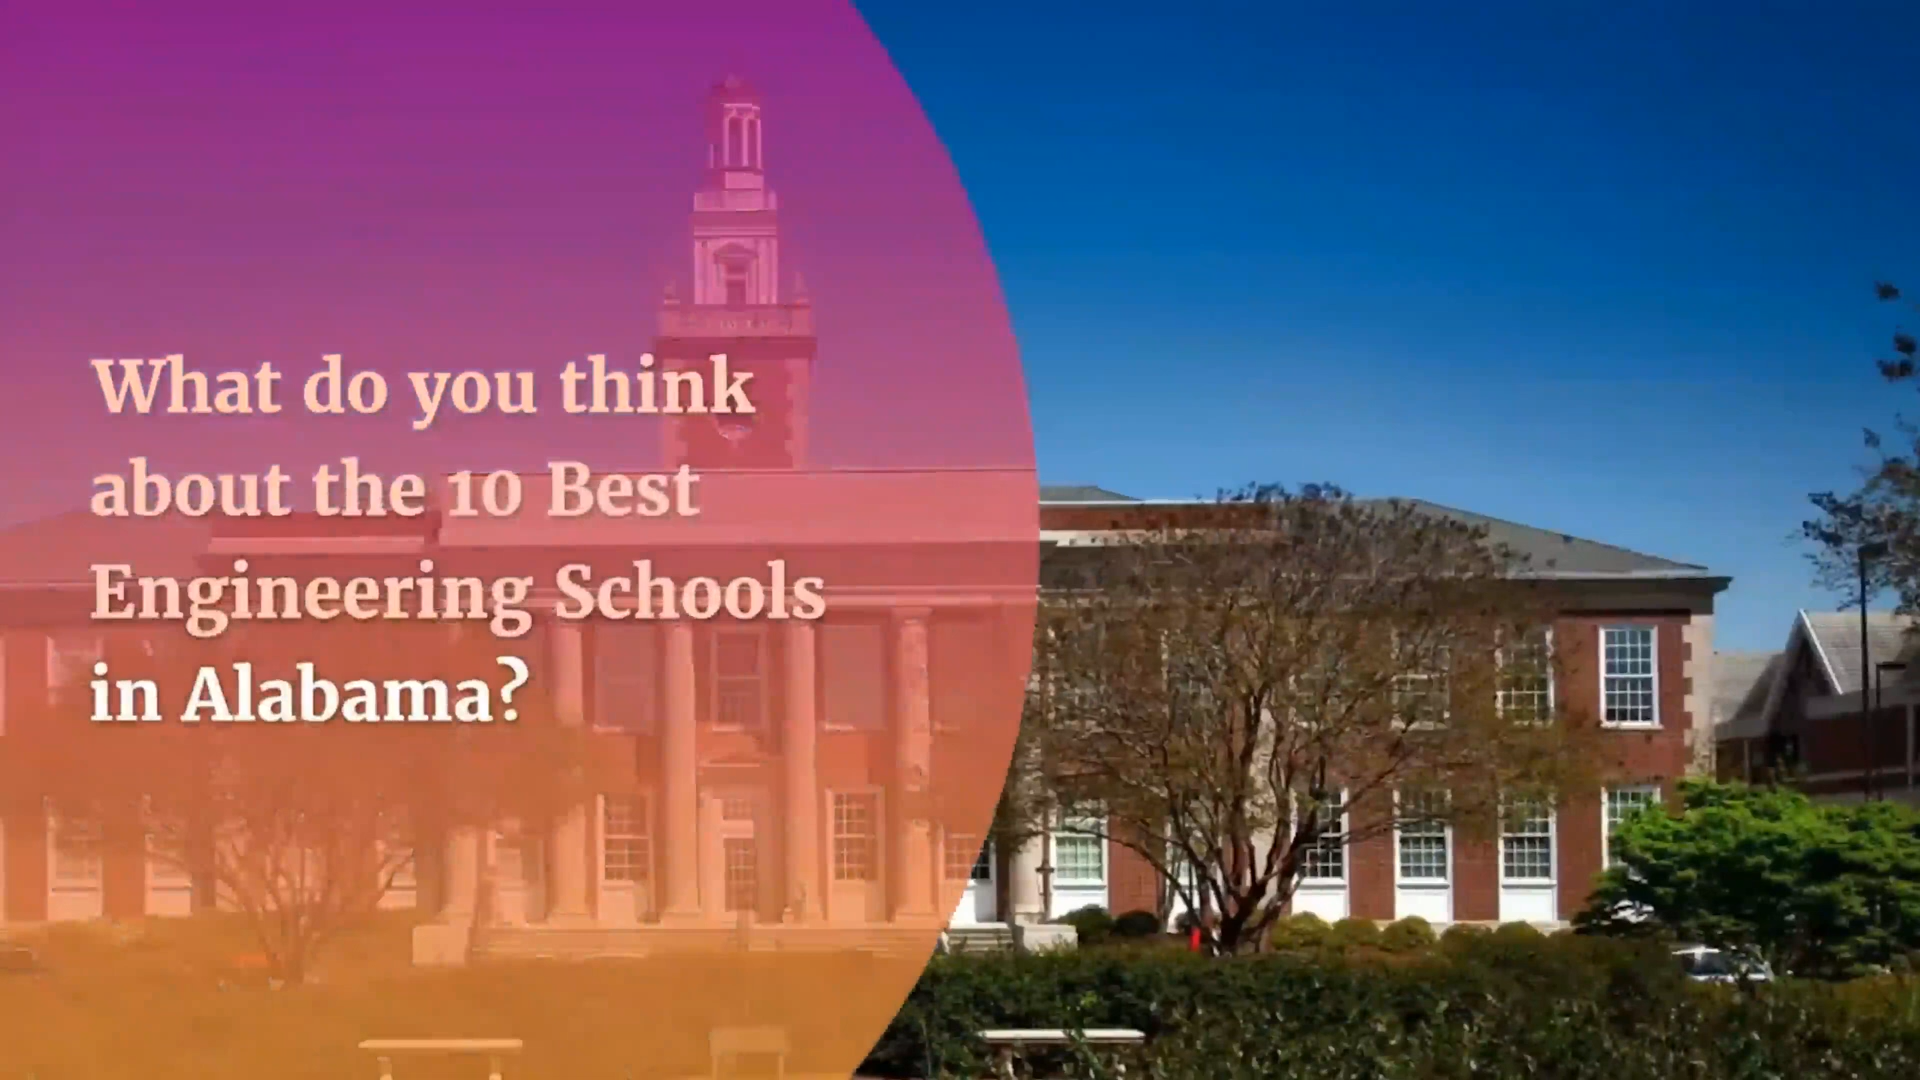 What do you think
about the 10 Best
Engineering Schools
in Alabama?